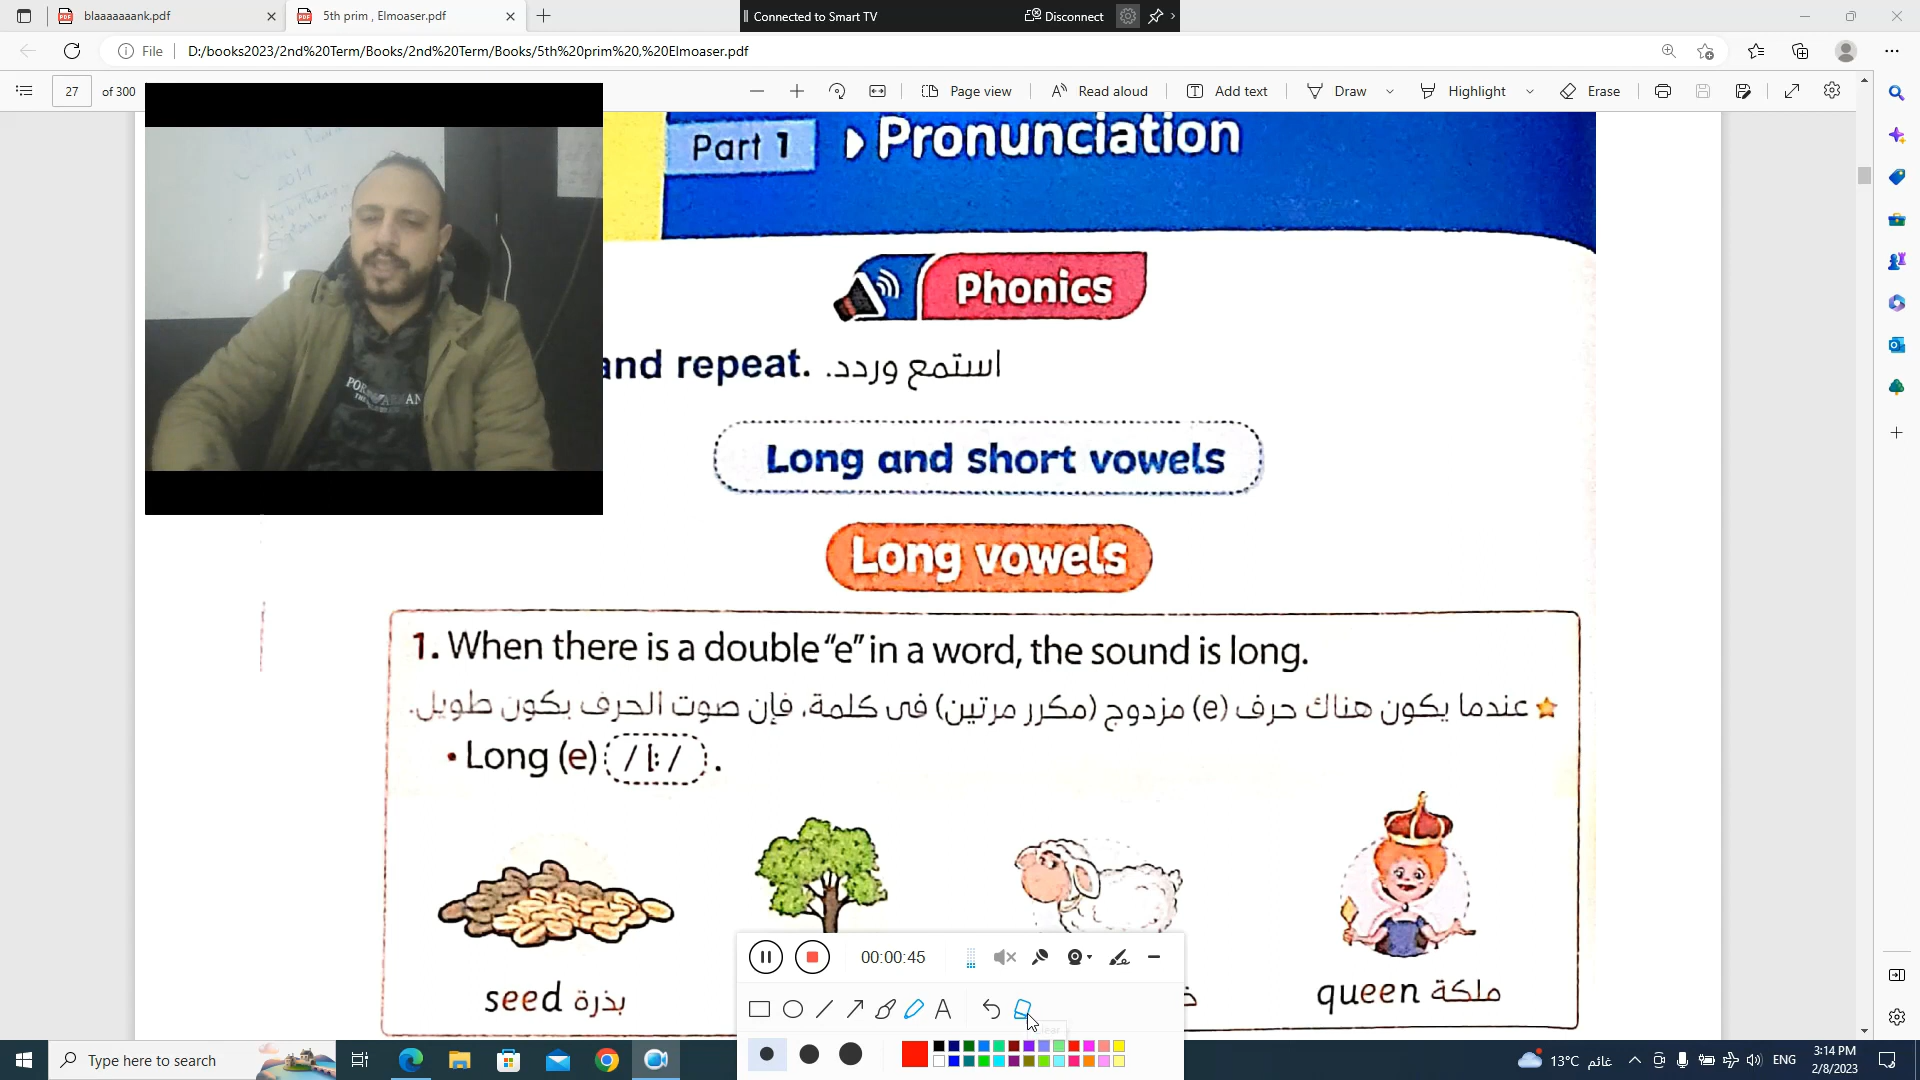 blaaaaaaank.pdf
5th prim , Elmoaser.pdf
Connected to Smart TV
Disconnect
File
D:/books2023/2nd%20Term/Books/2nd%20Term/Books/5th%20prim%20,%20Elmoaser.pdf
27
of 300
Page view
Read aloud
Add text
Draw
Highlight
Erase
Part 1
Pronunciation
Phonics
and repeat. استمع وردد.
Long and short vowels
Long vowels
1. When there is a double "e" in a word, the sound is long.
عندما يكون هناك حرف (e) مزدوج (مكرر مرتين) فى كلمة، فإن صوت الحرف يكون طويل.
• Long (e) / i: / .
seed بذرة
queen ملكة
00:00:45
A
Type here to search
13°C غائم
ENG
3:14 PM
2/8/2023